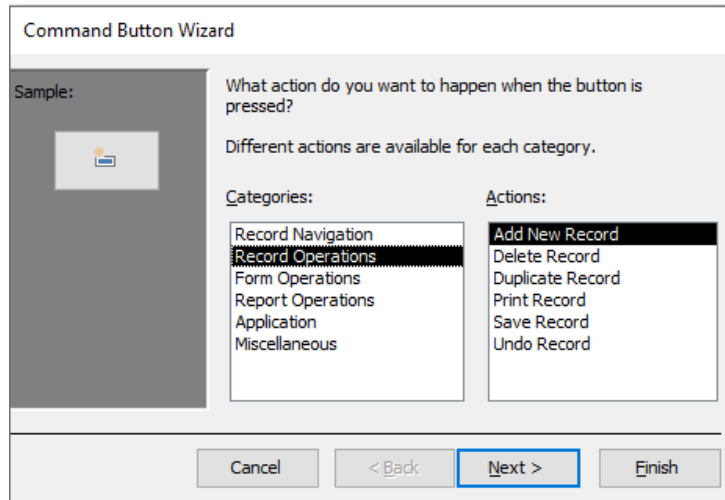 Command Button Wizard
Sample:
What action do you want to happen when the button is
pressed?
Different actions are available for each category.
Categories:
Record Navigation
Record Operations
Form Operations
Report Operations
Application
Miscellaneous
Actions:
Add New Record
Delete Record
Duplicate Record
Print Record
Save Record
Undo Record
Cancel
< Back
Next >
Finish